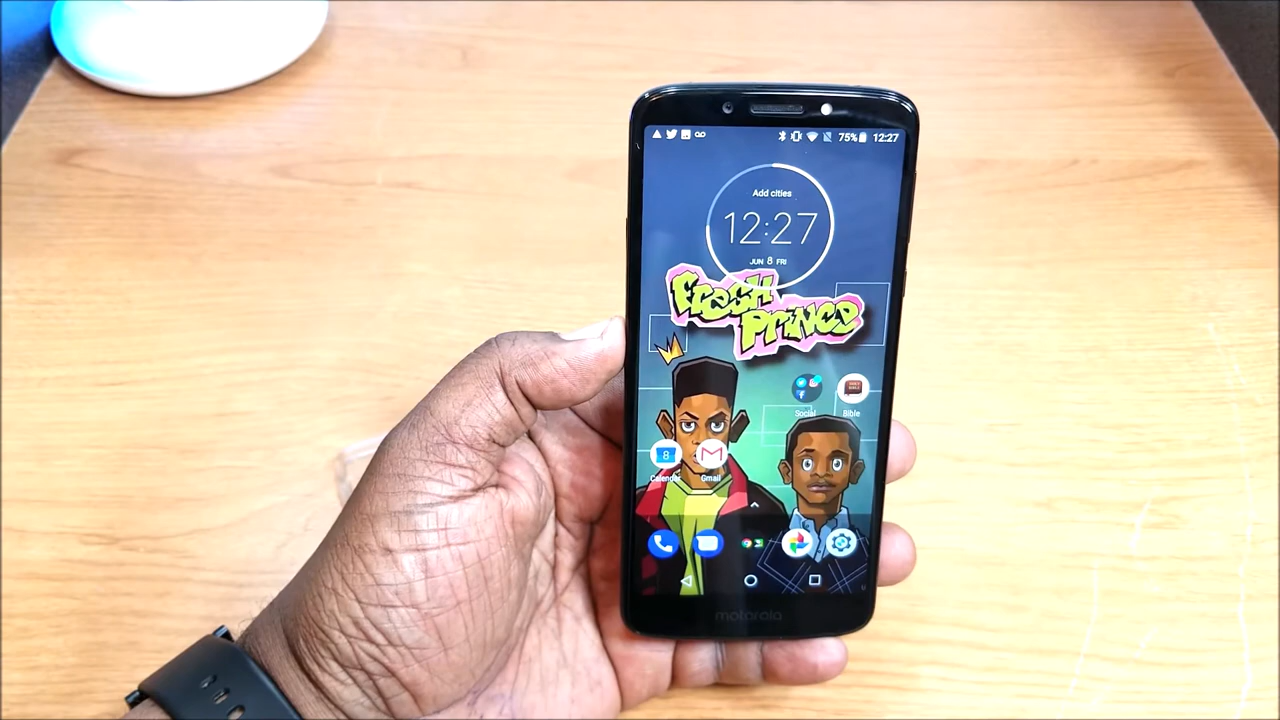 75% 12:27
Add cities
12:27
JUN 8 FRI
Fresh
Prince
Social
Bible
8
Calendar
Gmail
motorola